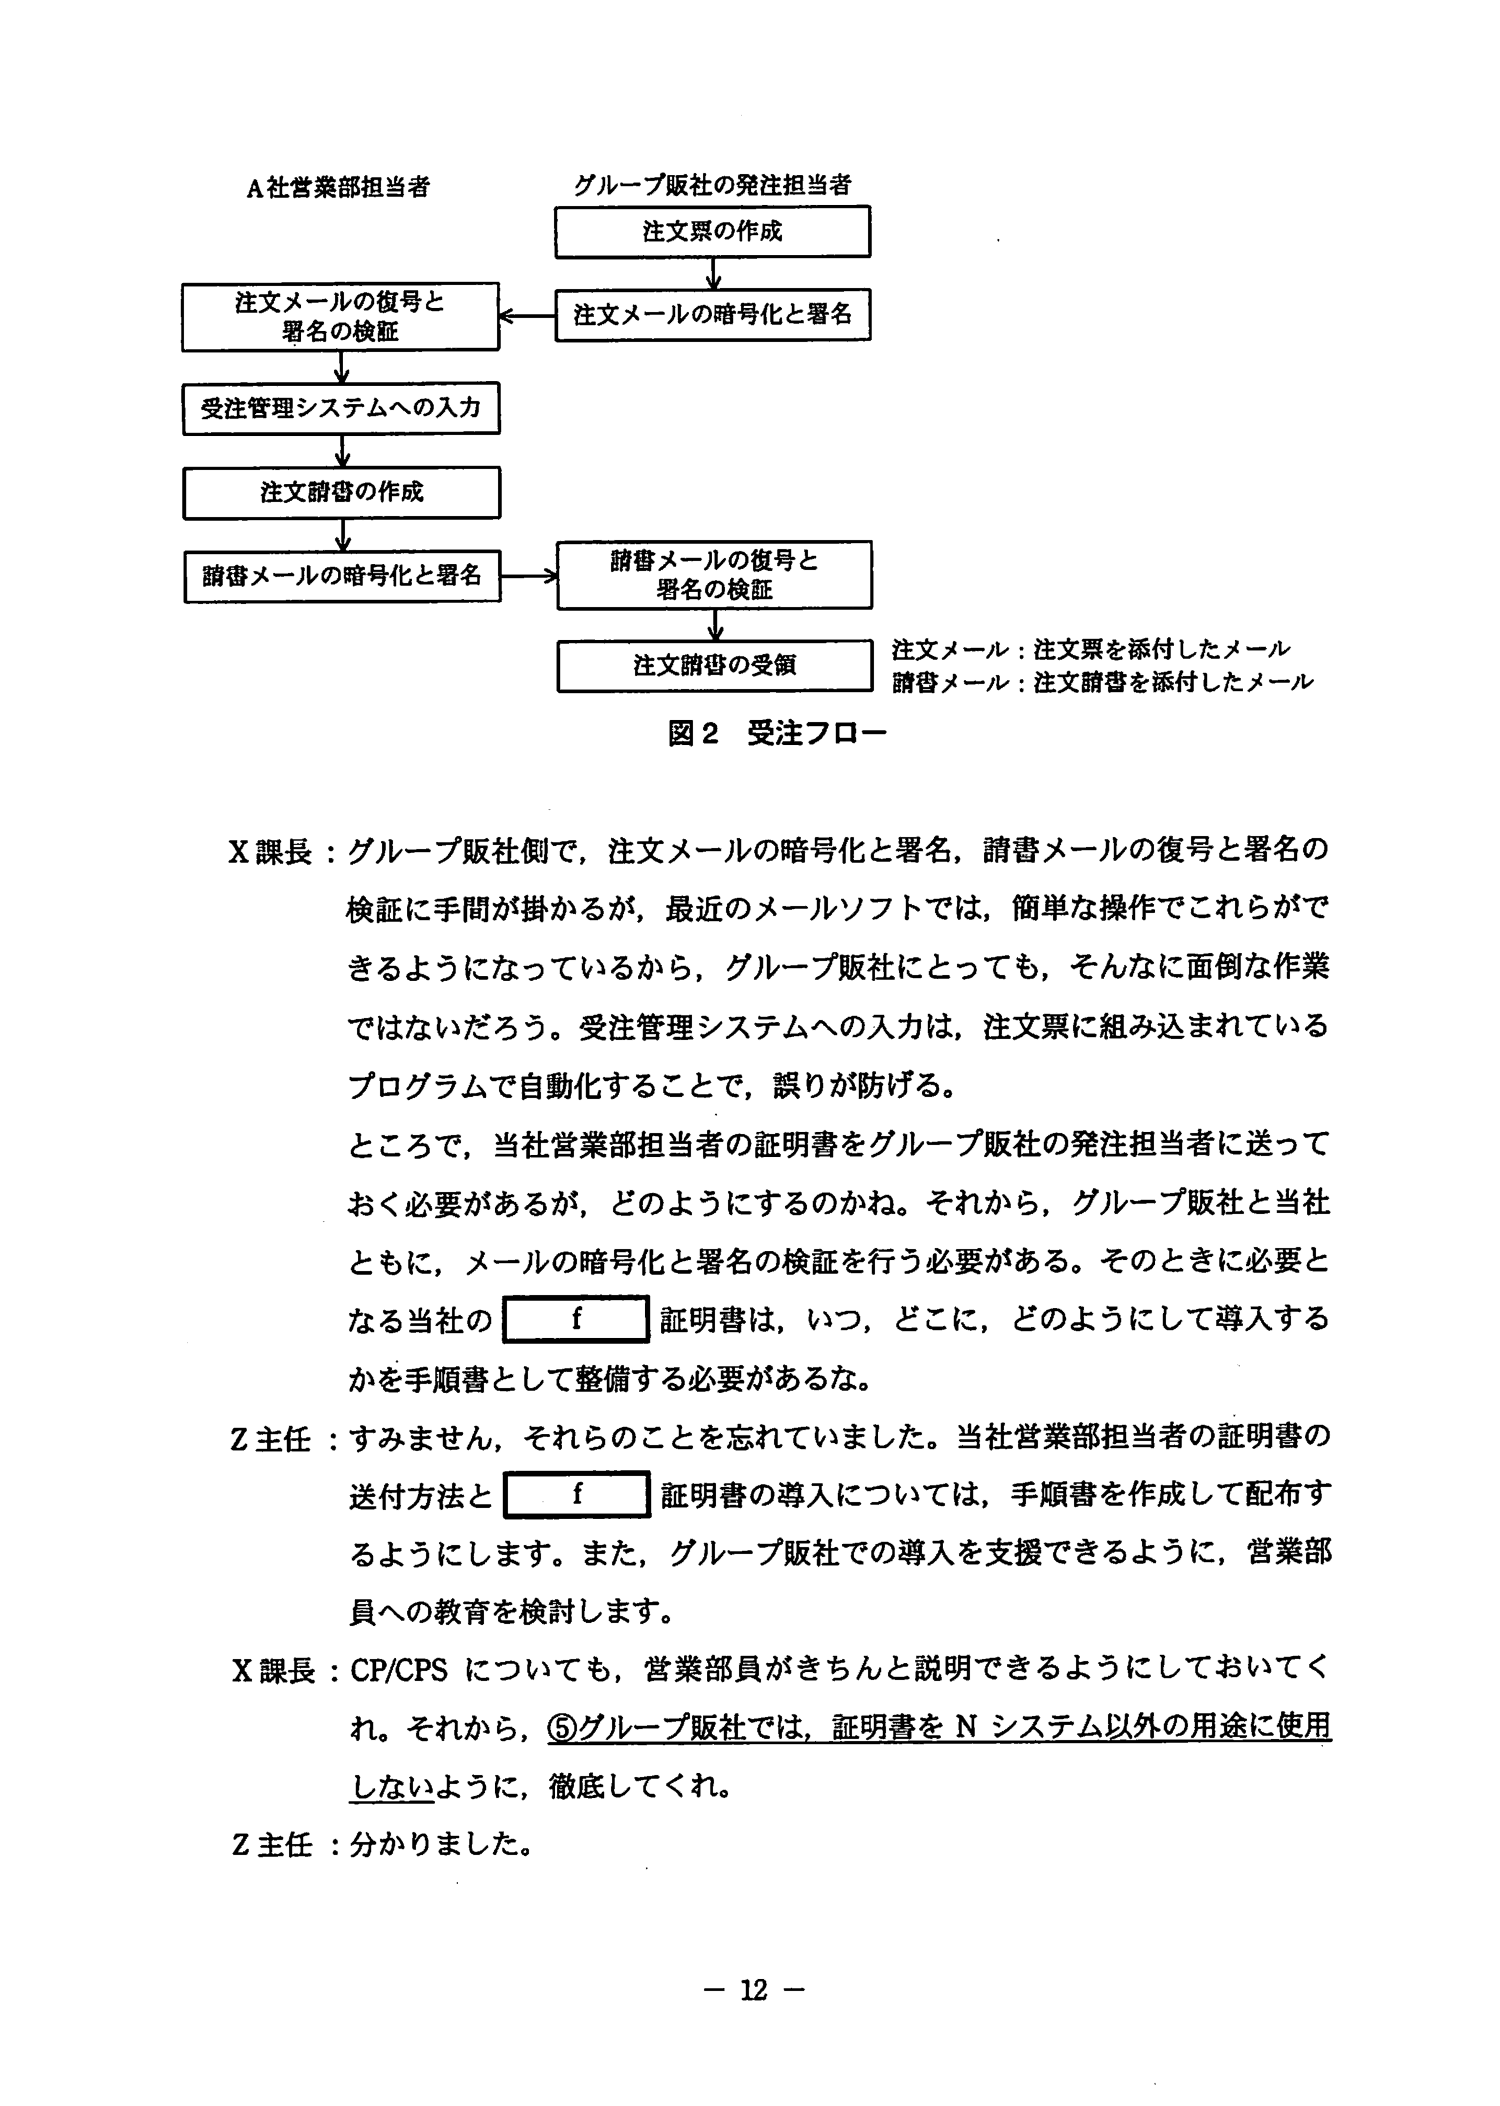 A社営業部担当者
グループ販社の発注担当者
注文票の作成
注文メールの暗号化と署名
注文メールの復号と
署名の検証
受注管理システムへの入力
注文請書の作成
請書メールの暗号化と署名
請書メールの復号と
署名の検証
注文請書の受領
注文メール：注文票を添付したメール
請書メール：注文請書を添付したメール
図2 受注フロー
X課長：グループ販社側で，注文メールの暗号化と署名，請書メールの復号と署名の
検証に手間が掛かるが，最近のメールソフトでは，簡単な操作でこれらがで
きるようになっているから，グループ販社にとっても，そんなに面倒な作業
ではないだろう。受注管理システムへの入力は，注文票に組み込まれている
プログラムで自動化することで，誤りが防げる。
ところで，当社営業部担当者の証明書をグループ販社の発注担当者に送って
おく必要があるが，どのようにするのかね。それから，グループ販社と当社
ともに，メールの暗号化と署名の検証を行う必要がある。そのときに必要と
なる当社の f 証明書は，いつ，どこに，どのようにして導入する
かを手順書として整備する必要があるな。
Z主任：すみません，それらのことを忘れていました。当社営業部担当者の証明書の
送付方法と f 証明書の導入については，手順書を作成して配布す
るようにします。また，グループ販社での導入を支援できるように，営業部
員への教育を検討します。
X課長：CP/CPS についても，営業部員がきちんと説明できるようにしておいてく
れ。それから，⑤グループ販社では，証明書を N システム以外の用途に使用
しないように，徹底してくれ。
Z主任：分かりました。
－ 12 －